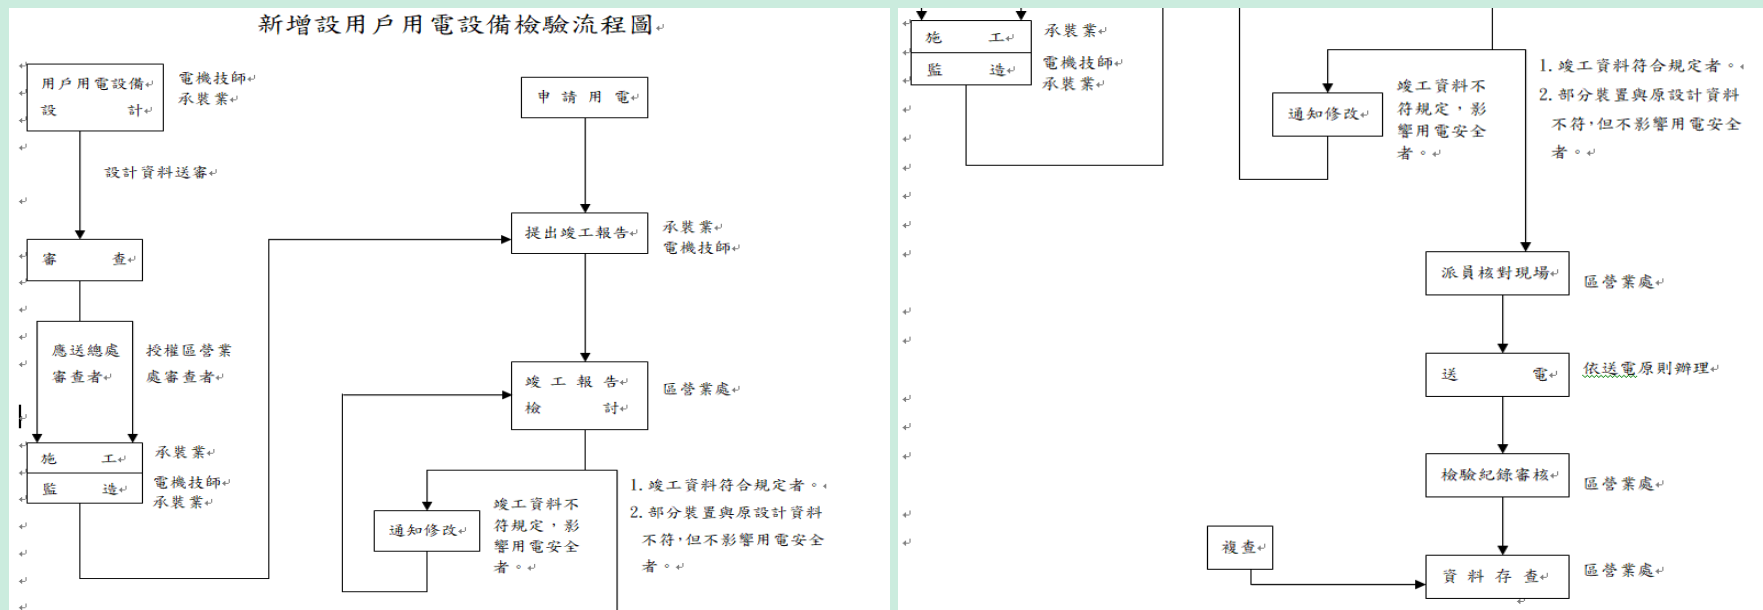 新增設用戶用電設備檢驗流程圖
用戶用電設備
設計
電機技師
承裝業
申請用電
設計資料送審
提出竣工報告
承裝業
電機技師
審查
應送總處
審查者
授權區營業
處審查者
竣工報告
檢討
區營業處
施工
監造
承裝業
電機技師
承裝業
通知修改
竣工資料不
符規定，影
響用電安全
者。
1. 竣工資料符合規定者。
2. 部分裝置與原設計資料
不符，但不影響用電安全
者。
施工
監造
承裝業
電機技師
承裝業
通知修改
竣工資料不
符規定，影
響用電安全
者。
1. 竣工資料符合規定者。
2. 部分裝置與原設計資料
不符，但不影響用電安全
者。
派員核對現場
區營業處
送電
依送電原則辦理
檢驗紀錄審核
區營業處
複查
資料存查
區營業處